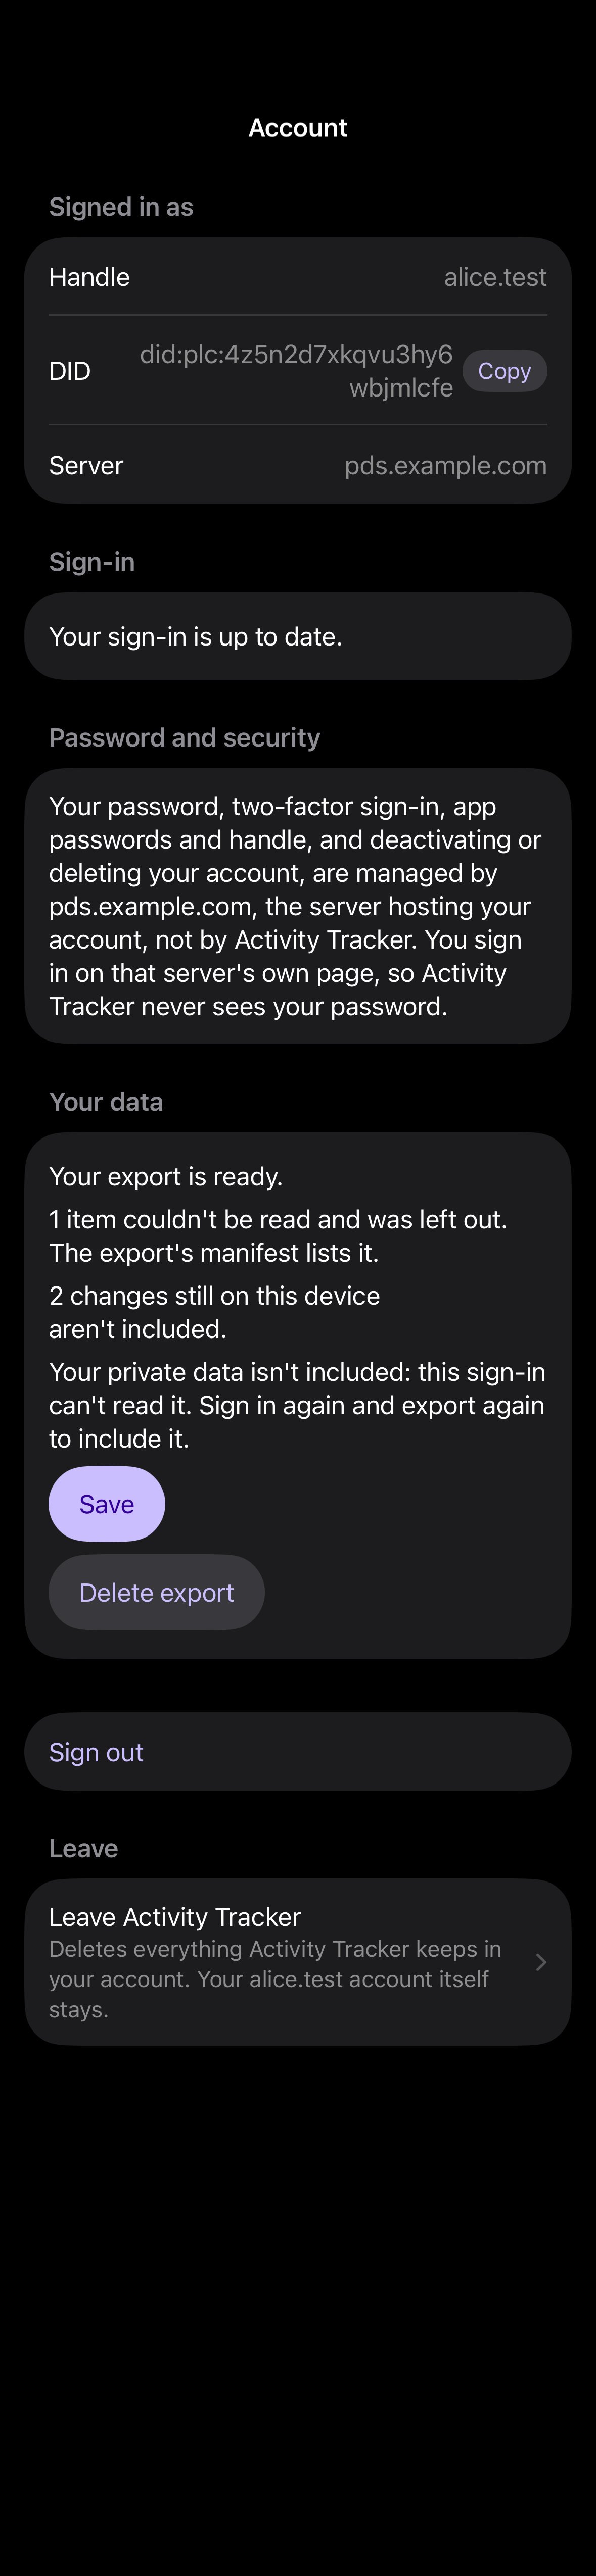 Account
Signed in as
Handle
alice.test
DID
did:plc:4z5n2d7xkqvu3hy6
wbjmlcfe
Copy
Server
pds.example.com
Sign-in
Your sign-in is up to date.
Password and security
Your password, two-factor sign-in, app
passwords and handle, and deactivating or
deleting your account, are managed by
pds.example.com, the server hosting your
account, not by Activity Tracker. You sign
in on that server's own page, so Activity
Tracker never sees your password.
Your data
Your export is ready.
1 item couldn't be read and was left out.
The export's manifest lists it.
2 changes still on this device
aren't included.
Your private data isn't included: this sign-in
can't read it. Sign in again and export again
to include it.
Save
Delete export
Sign out
Leave
Leave Activity Tracker
Deletes everything Activity Tracker keeps in
your account. Your alice.test account itself
stays.